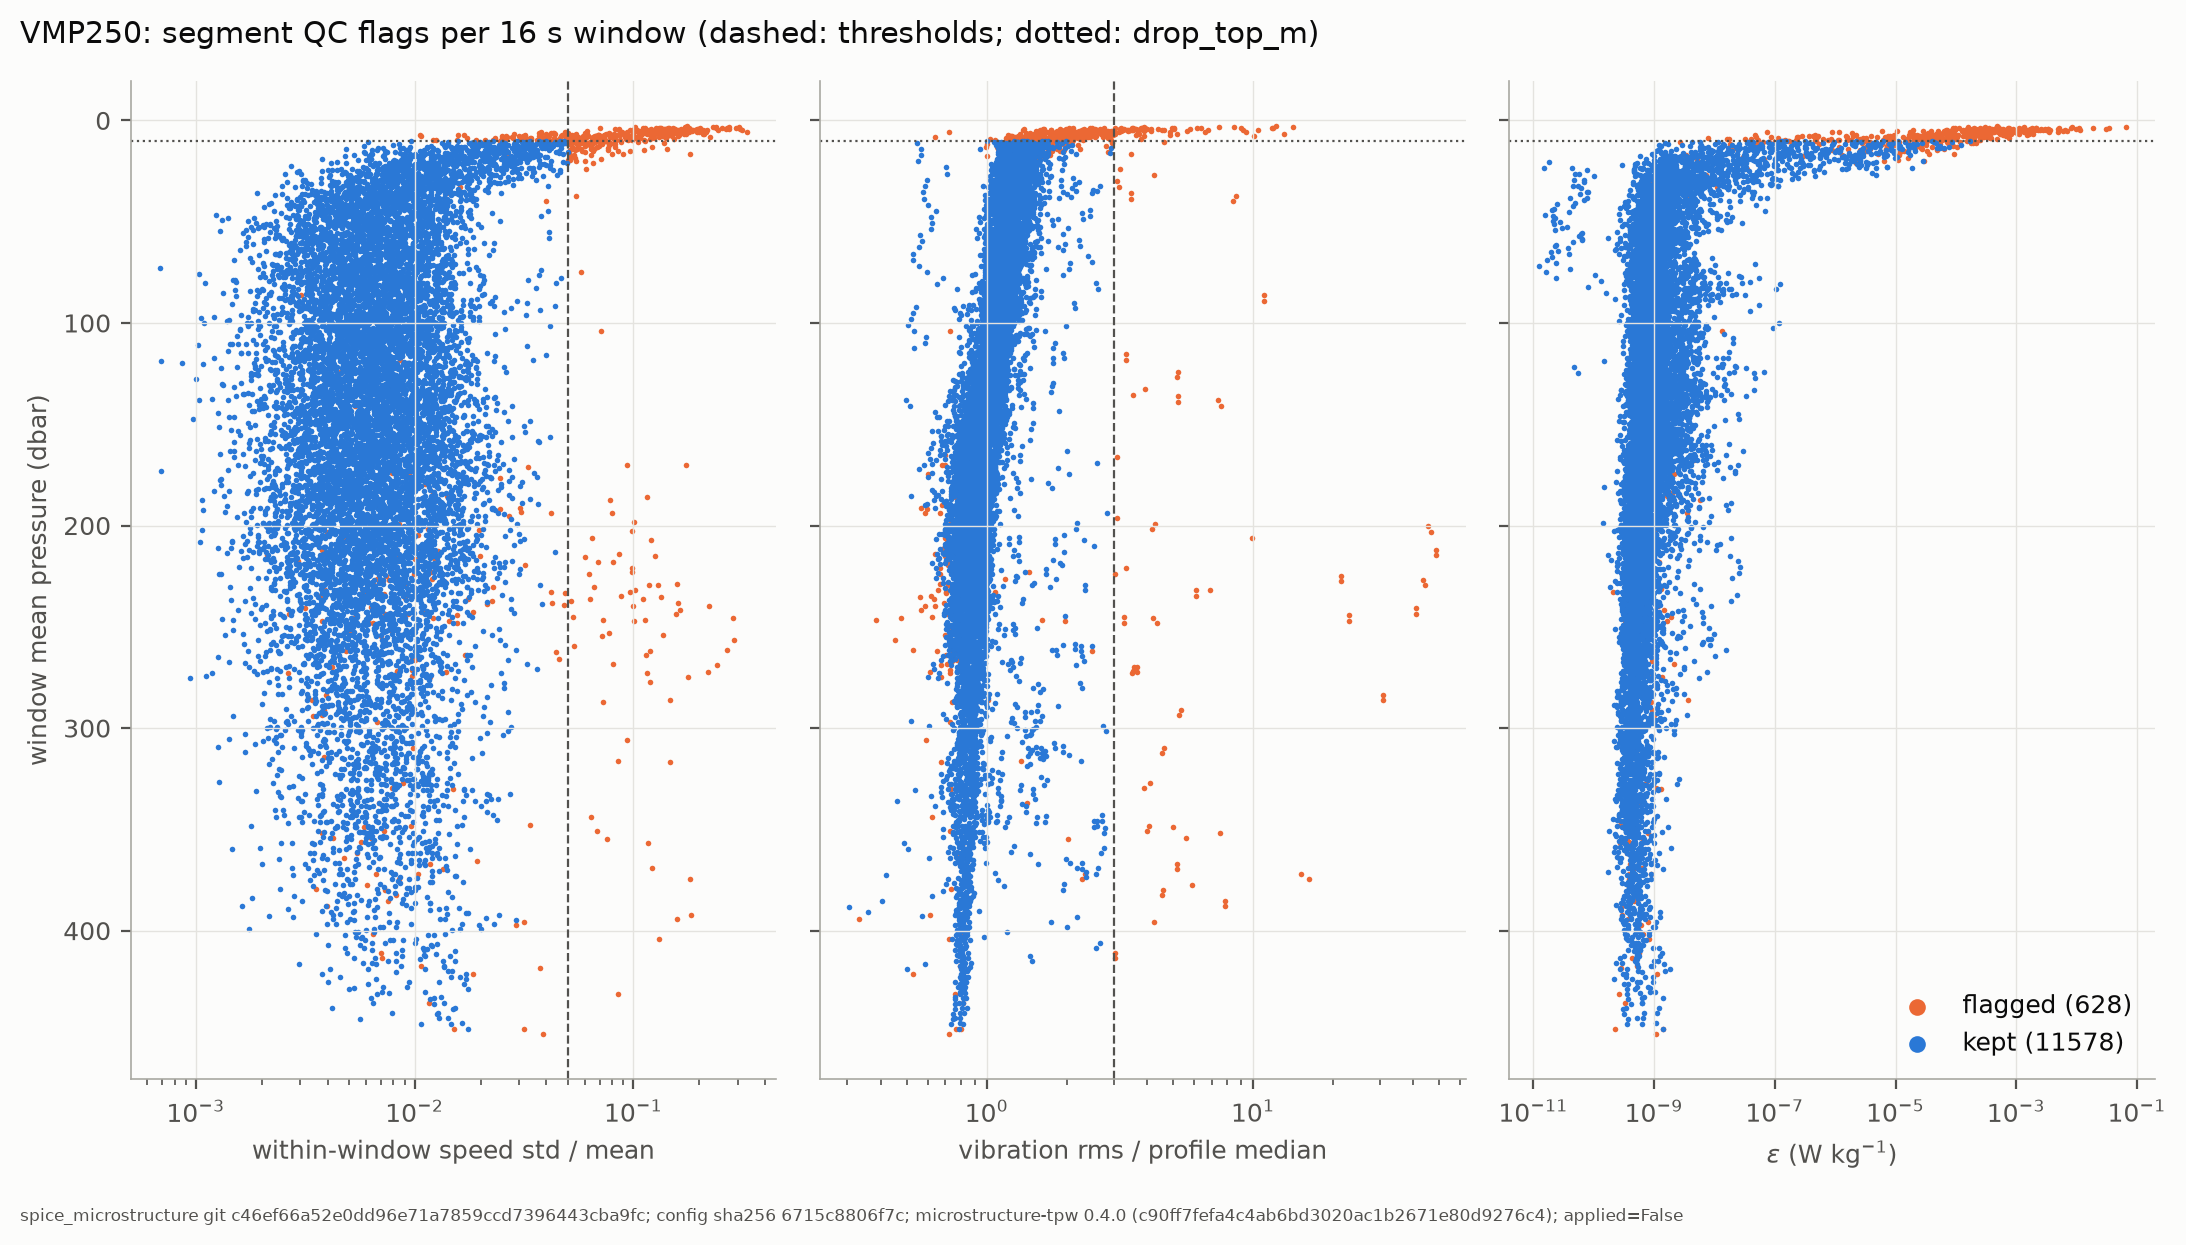 VMP250: segment QC flags per 16 s window (dashed: thresholds; dotted: drop_top_m)
window mean pressure (dbar)
0
100
200
300
400
10⁻³
10⁻²
10⁻¹
within-window speed std / mean
10⁰
10¹
vibration rms / profile median
flagged (628)
kept (11578)
10⁻¹¹
10⁻⁹
10⁻⁷
10⁻⁵
10⁻³
10⁻¹
ε (W kg⁻¹)
spice_microstructure git c46ef66a52e0dd96e71a7859ccd7396443cba9fc; config sha256 6715c8806f7c; microstructure-tpw 0.4.0 (c90ff7fefa4c4ab6bd3020ac1b2671e80d9276c4); applied=False